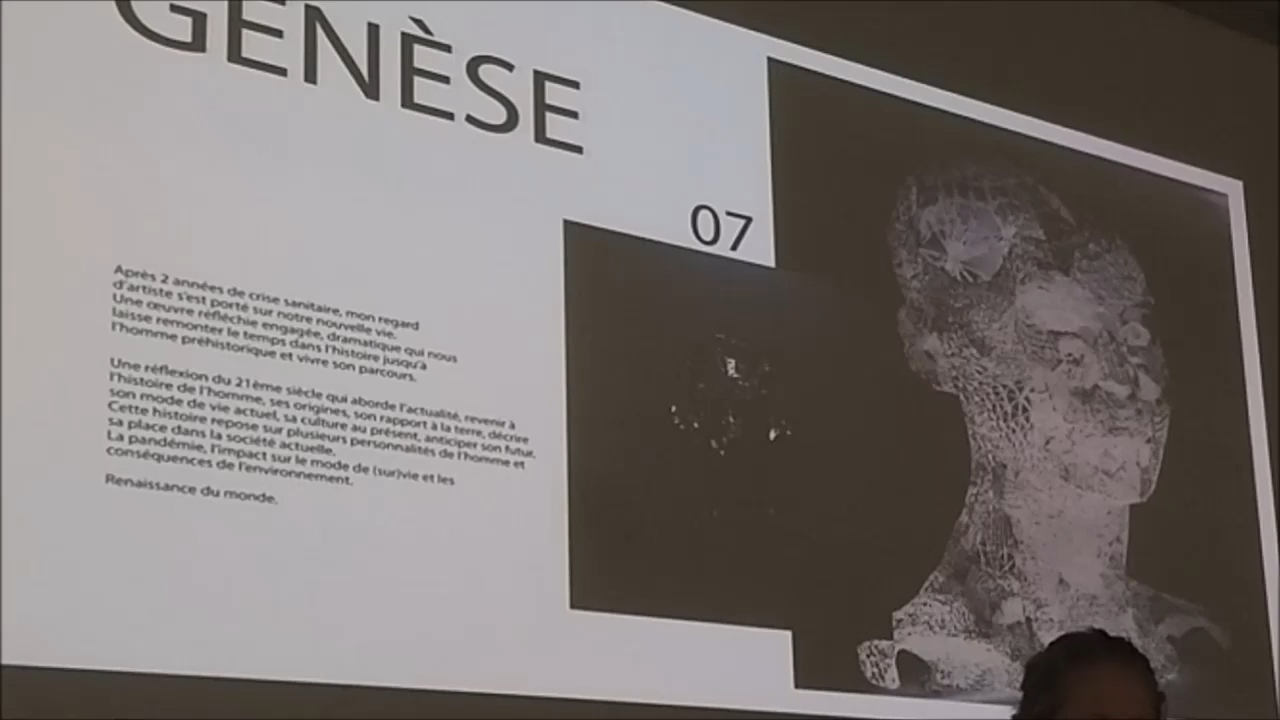 GENÈSE
07
Après 2 années de crise sanitaire, mon regard
d'artiste s'est porté sur notre nouvelle vie.
Une œuvre réfléchie engagée, dramatique qui nous
laisse remonter le temps dans l'histoire jusqu'à
l'homme préhistorique et vivre son parcours.
Une réflexion du 21ème siècle qui aborde l'actualité, revenir à
l'histoire de l'homme, ses origines, son rapport à la terre, décrire
son mode de vie actuel, sa culture au présent, anticiper son futur.
Cette histoire repose sur plusieurs personnalités de l'homme et
sa place dans la société actuelle.
La pandémie, l'impact sur le mode de (sur)vie et les
conséquences de l'environnement.
Renaissance du monde.